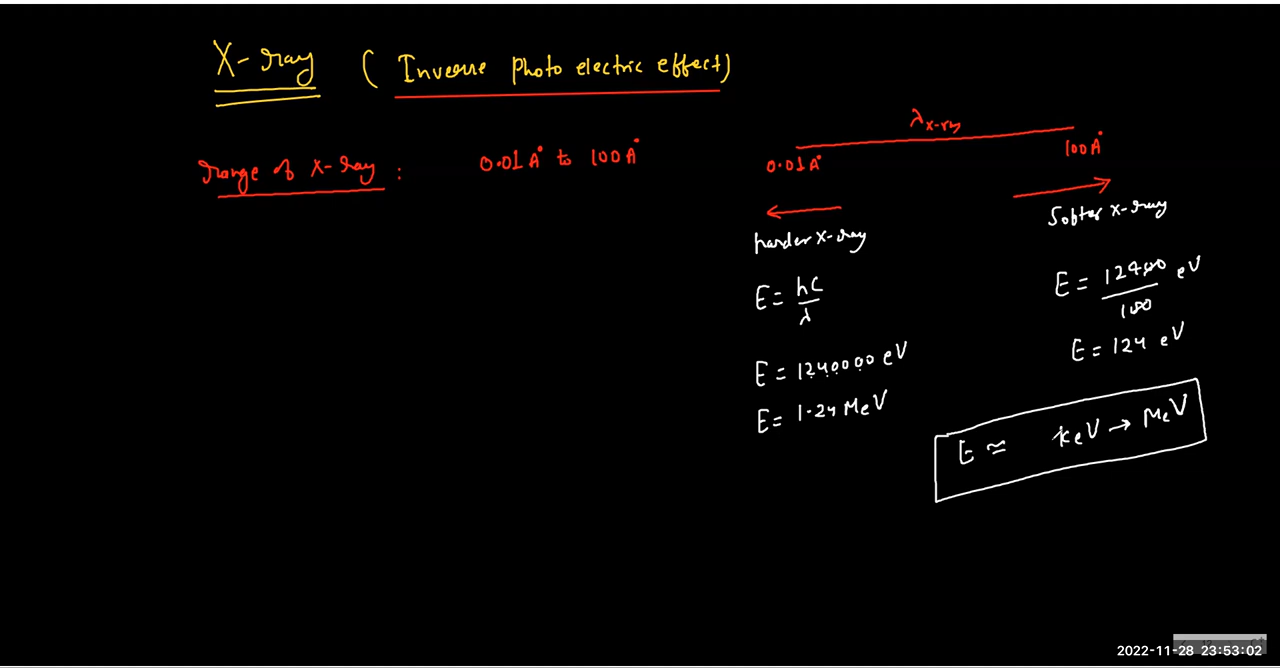 X-ray (Inverse Photo electric effect)
range of X-ray : 0.01 A° to 100 A°
λx-ray
0.01 A° 100 A°
harder X-ray
Softer X-ray
E = hc/λ
E = 12400/100 eV
E = 1240000 eV
E = 124 eV
E = 1.24 MeV
E ≃ keV → MeV
2022-11-28 23:53:02